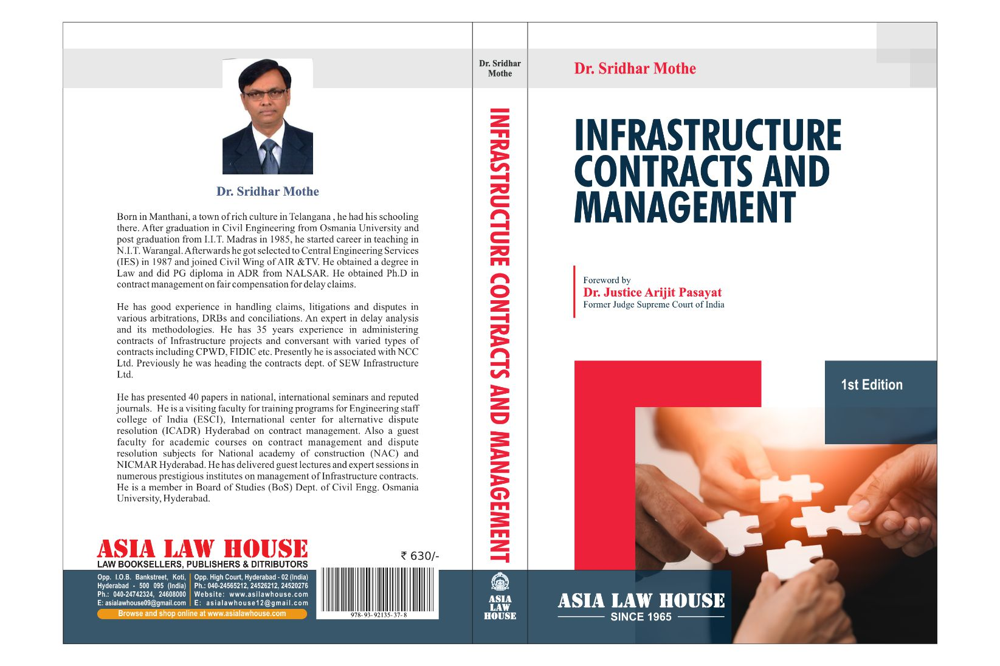 Dr. Sridhar Mothe
Born in Manthani, a town of rich culture in Telangana , he had his schooling
there. After graduation in Civil Engineering from Osmania University and
post graduation from I.I.T. Madras in 1985, he started career in teaching in
N.I.T. Warangal. Afterwards he got selected to Central Engineering Services
(IES) in 1987 and joined Civil Wing of AIR &TV. He obtained a degree in
Law and did PG diploma in ADR from NALSAR. He obtained Ph.D in
contract management on fair compensation for delay claims.
He has good experience in handling claims, litigations and disputes in
various arbitrations, DRBs and conciliations. An expert in delay analysis
and its methodologies. He has 35 years experience in administering
contracts of Infrastructure projects and conversant with varied types of
contracts including CPWD, FIDIC etc. Presently he is associated with NCC
Ltd. Previously he was heading the contracts dept. of SEW Infrastructure
Ltd.
He has presented 40 papers in national, international seminars and reputed
journals.  He is a visiting faculty for training programs for Engineering staff
college of India (ESCI), International center for alternative dispute
resolution (ICADR) Hyderabad on contract management. Also a guest
faculty for academic courses on contract management and dispute
resolution subjects for National academy of construction (NAC) and
NICMAR Hyderabad. He has delivered guest lectures and expert sessions in
numerous prestigious institutes on management of Infrastructure contracts.
He is a member in Board of Studies (BoS) Dept. of Civil Engg. Osmania
University, Hyderabad.
ASIA LAW HOUSE
LAW BOOKSELLERS, PUBLISHERS & DITRIBUTORS
Opp. I.O.B. Bankstreet, Koti,
Hyderabad - 500 095 (India)
Ph.: 040-24742324, 24608000
E: asialawhouse09@gmail.com
Opp. High Court, Hyderabad - 02 (India)
Ph.: 040-24565212, 24526212, 24520276
Website: www.asilawhouse.com
E: asialawhouse12@gmail.com
Browse and shop online at www.asialawhouse.com
₹ 630/-
978-93-92135-37-8
Dr. Sridhar
Mothe
INFRASTRUCTURE CONTRACTS AND MANAGEMENT
ASIA
LAW
HOUSE
Dr. Sridhar Mothe
INFRASTRUCTURE
CONTRACTS AND
MANAGEMENT
Foreword by
Dr. Justice Arijit Pasayat
Former Judge Supreme Court of India
1st Edition
ASIA LAW HOUSE
SINCE 1965